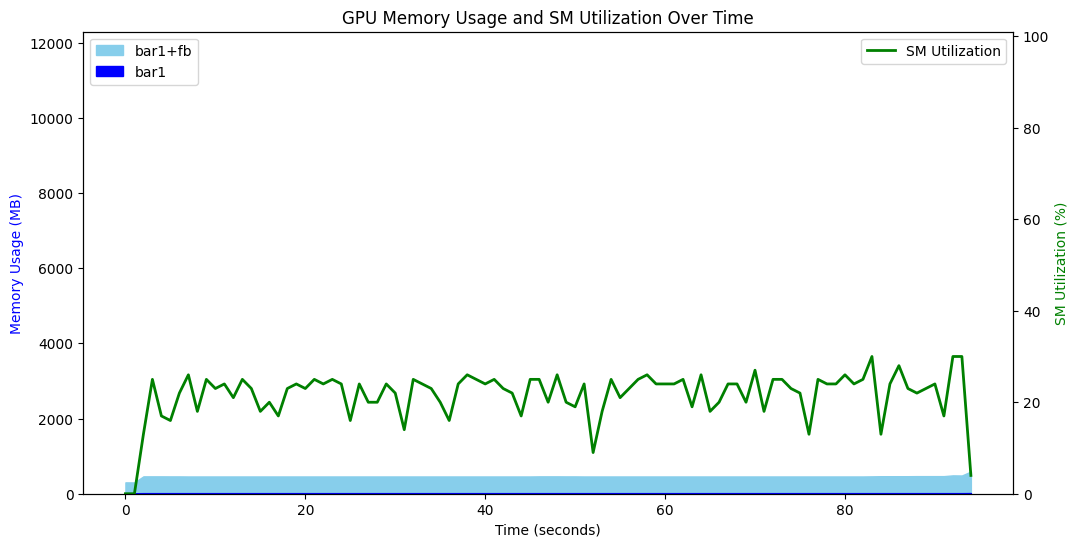 GPU Memory Usage and SM Utilization Over Time
bar1+fb
bar1
SM Utilization
Memory Usage (MB)
12000
10000
8000
6000
4000
2000
0
SM Utilization (%)
100
80
60
40
20
0
0 20 40 60 80
Time (seconds)